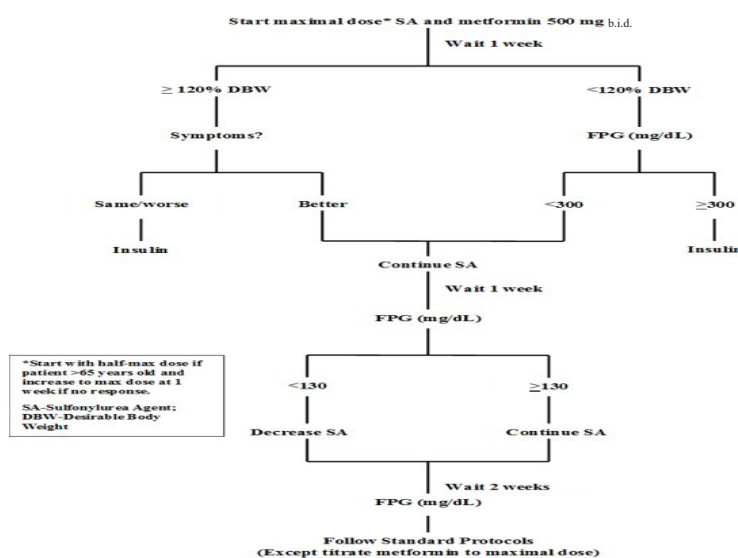 Start maximal dose* SA and metformin 500 mg b.i.d.
Wait 1 week
≥ 120% DBW
<120% DBW
Symptoms?
FPG (mg/dL)
Same/worse
Better
<300
≥300
Insulin
Insulin
Continue SA
Wait 1 week
FPG (mg/dL)
*Start with half-max dose if
patient >65 years old and
increase to max dose at 1
week if no response.
SA-Sulfonylurea Agent;
DBW-Desirable Body
Weight
<130
≥130
Decrease SA
Continue SA
Wait 2 weeks
FPG (mg/dL)
Follow Standard Protocols
(Except titrate metformin to maximal dose)